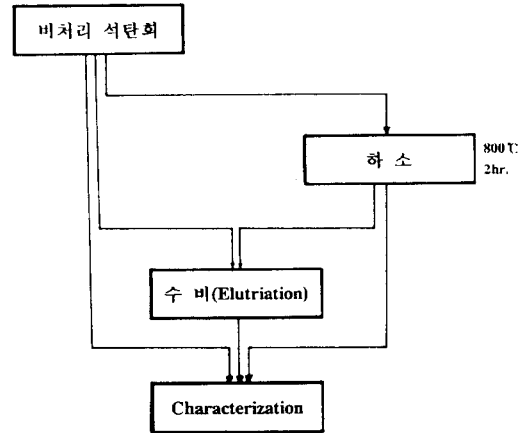 비처리 석탄회
하 소
800℃
2hr.
수 비(Elutriation)
Characterization